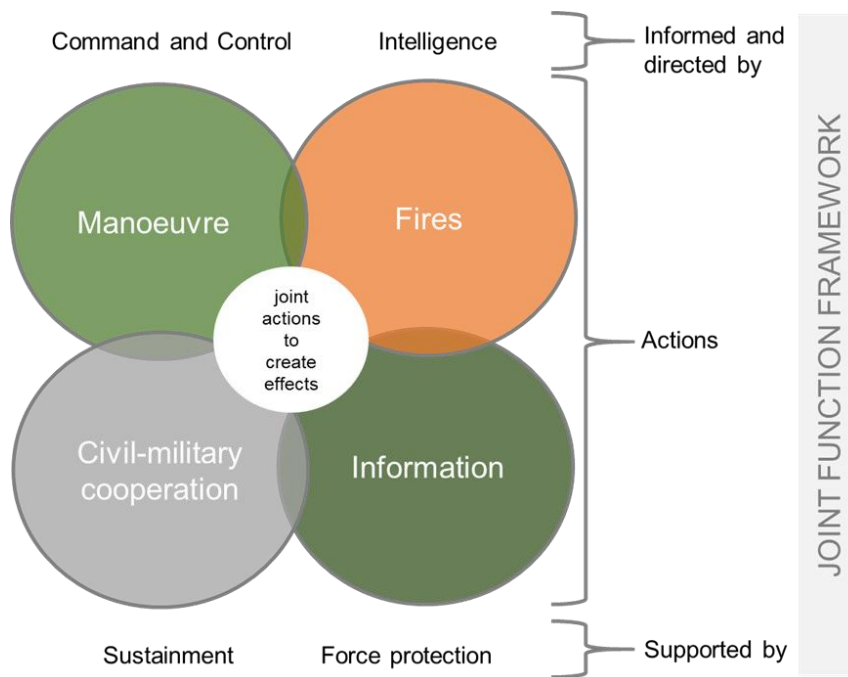 Command and Control
Intelligence
Informed and
directed by
Manoeuvre
Fires
joint
actions
to
create
effects
Actions
Civil-military
cooperation
Information
Sustainment
Force protection
Supported by
JOINT FUNCTION FRAMEWORK